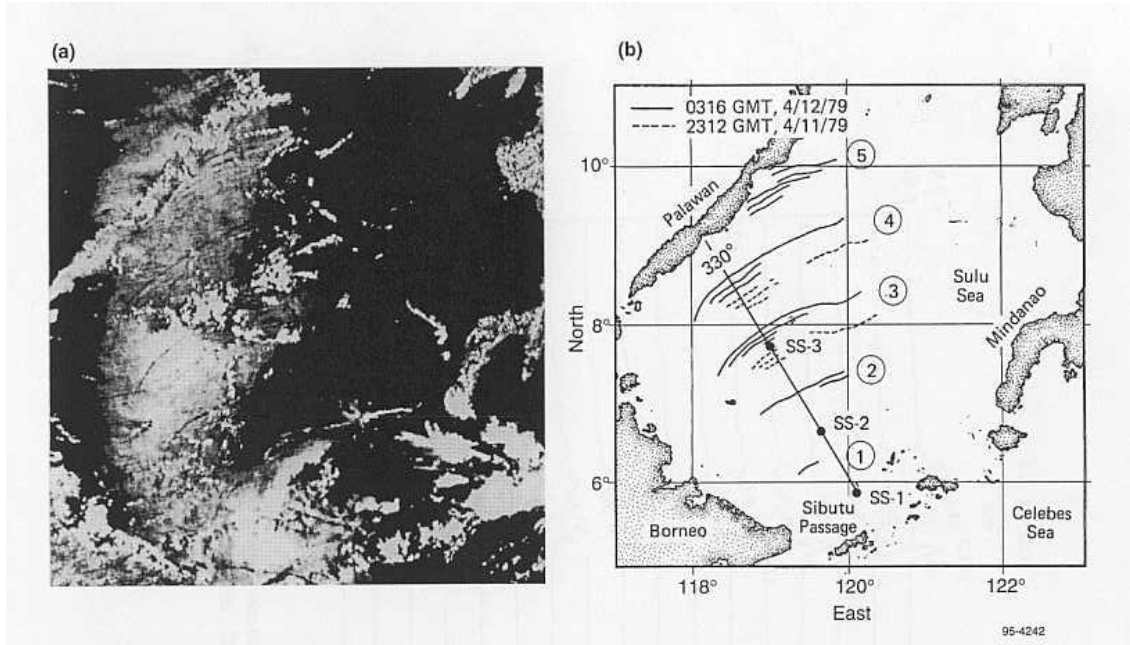 (a)
(b)
0316 GMT, 4/12/79
2312 GMT, 4/11/79
10°
5
Palawan
4
330°
Sulu
Sea
3
North
8°
Mindanao
SS-3
2
SS-2
1
6°
SS-1
Sibutu
Passage
Borneo
Celebes
Sea
118°
120°
122°
East
95-4242